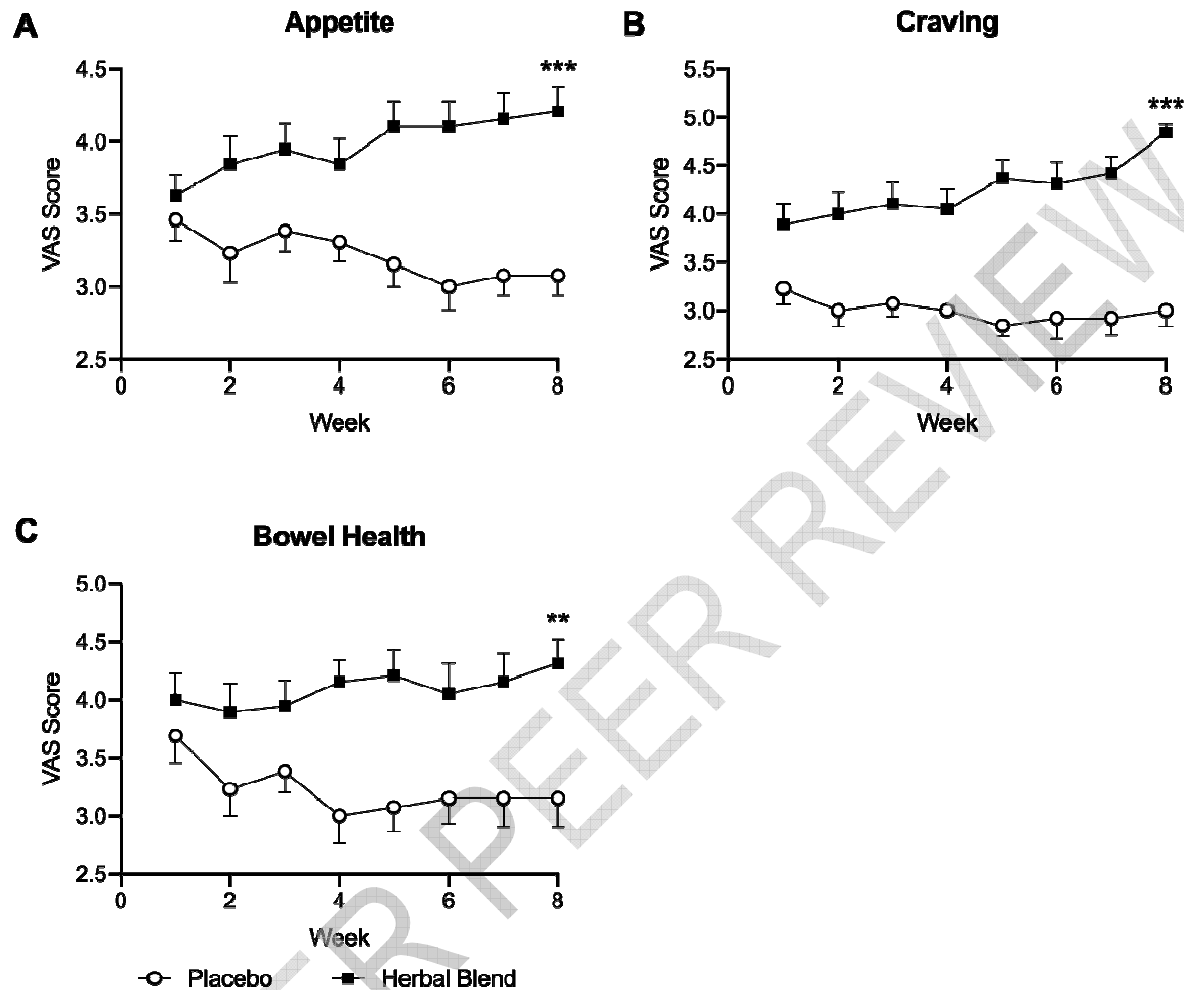 A
Appetite
4.5
4.0
3.5
3.0
2.5
VAS Score
***
0 2 4 6 8
Week
B
Craving
5.5
5.0
4.5
4.0
3.5
3.0
2.5
VAS Score
***
0 2 4 6 8
Week
C
Bowel Health
5.0
4.5
4.0
3.5
3.0
2.5
VAS Score
**
0 2 4 6 8
Week
Placebo Herbal Blend
PEER REVIEW